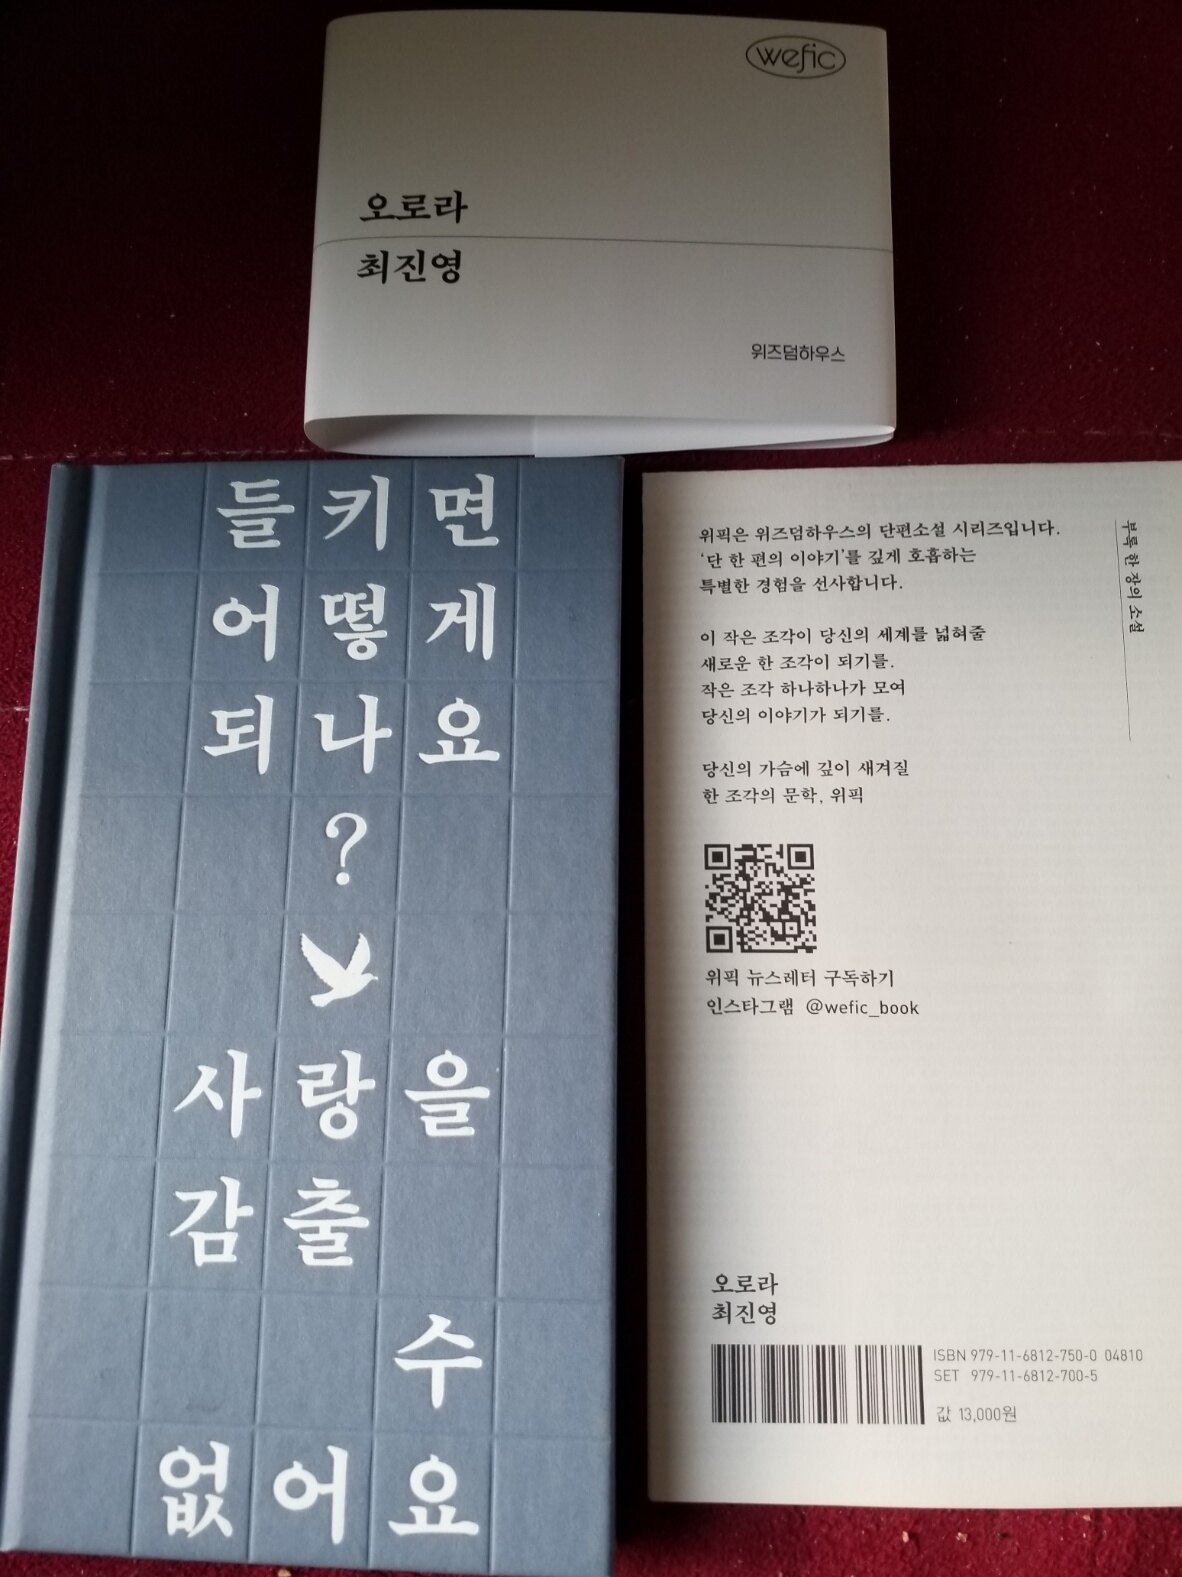 wefic
오로라
최진영
위즈덤하우스
들키면
어떻게
되나요
?
사랑을
감출
수
없어요
위픽은 위즈덤하우스의 단편소설 시리즈입니다.
‘단 한 편의 이야기’를 깊게 호흡하는
특별한 경험을 선사합니다.
이 작은 조각이 당신의 세계를 넓혀줄
새로운 한 조각이 되기를.
작은 조각 하나하나가 모여
당신의 이야기가 되기를.
당신의 가슴에 깊이 새겨질
한 조각의 문학, 위픽
부록 한 장의 소설
위픽 뉴스레터 구독하기
인스타그램 @wefic_book
오로라
최진영
ISBN 979-11-6812-750-0 04810
SET 979-11-6812-700-5
값 13,000원